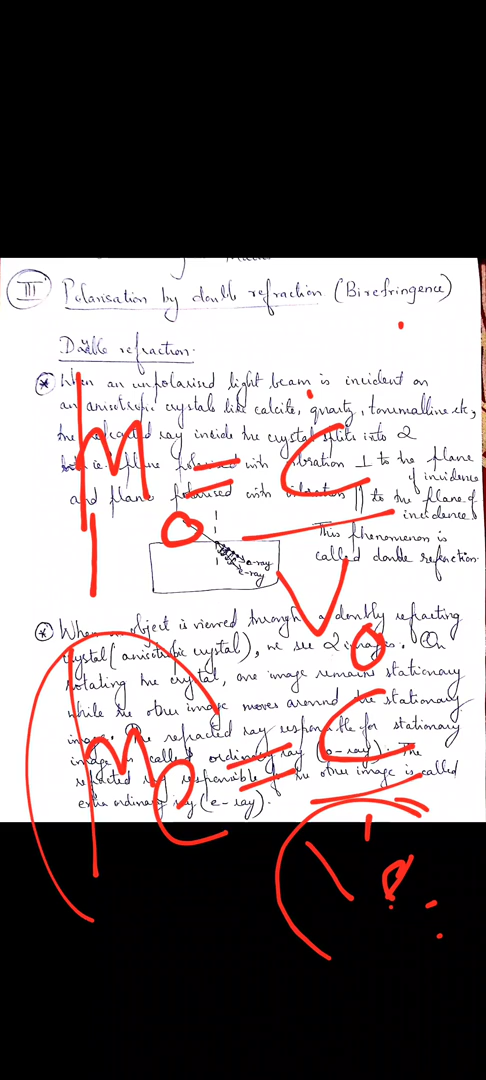 III Polarisation by double refraction (Birefringence)
Double refraction.
* When an unpolarised light beam is incident on
an anisotropic crystals like calcite, quartz, tourmalline etc,
the refracted ray inside the crystal splits into 2
i.e. plane polarised with vibration ⊥ to the plane
of incidence
and plane polarised with vibration || to the plane of
incidence.
This phenomenon is
called double refraction
o-ray
e-ray
* When an object is viewed through a doubly refracting
crystal (anisotropic crystal), we see 2 images. On
rotating the crystal, one image remains stationary
while the other image moves around the stationary
image. The refracted ray responsible for stationary
image is called ordinary ray (o-ray). The
refracted ray responsible for the other image is called
extra ordinary ray (e-ray).
M o = C
V o
M e = C
V e